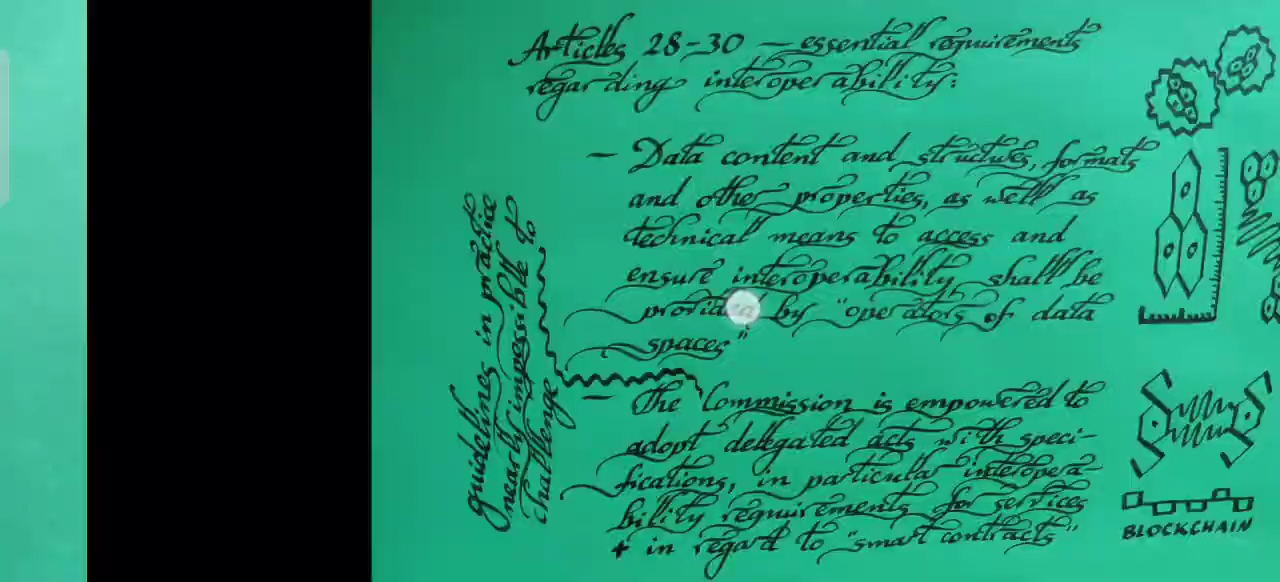 Articles 28-30 — essential requirements
regarding interoperability:
— Data content and structures, formats
and other properties, as well as
technical means to access and
ensure interoperability shall be
provided by "operators of data
spaces"
— The Commission is empowered to
adopt delegated acts with speci-
fications, in particular interopera-
bility requirements for services
+ in regard to "smart contracts"
guidelines in practice
nearly impossible to
challenge
BLOCKCHAIN